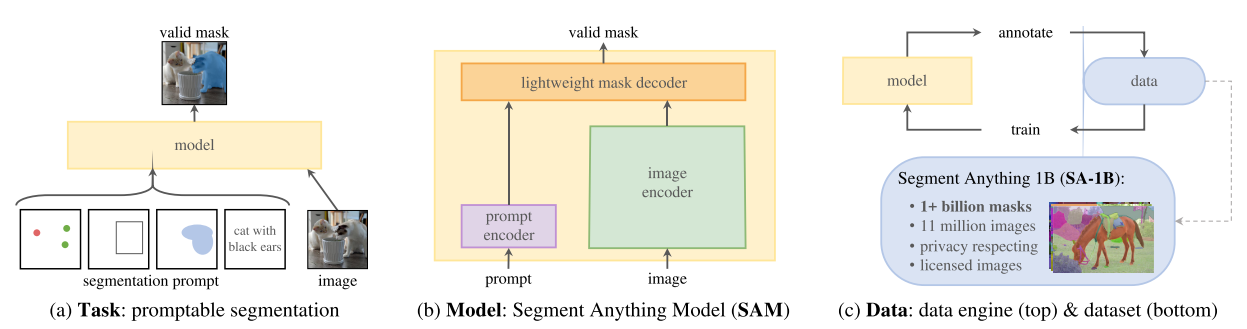 valid mask
model
cat with
black ears
segmentation prompt
image
(a) Task: promptable segmentation
valid mask
lightweight mask decoder
image
encoder
prompt
encoder
prompt
image
(b) Model: Segment Anything Model (SAM)
annotate
model
data
train
Segment Anything 1B (SA-1B):
• 1+ billion masks
• 11 million images
• privacy respecting
• licensed images
(c) Data: data engine (top) & dataset (bottom)